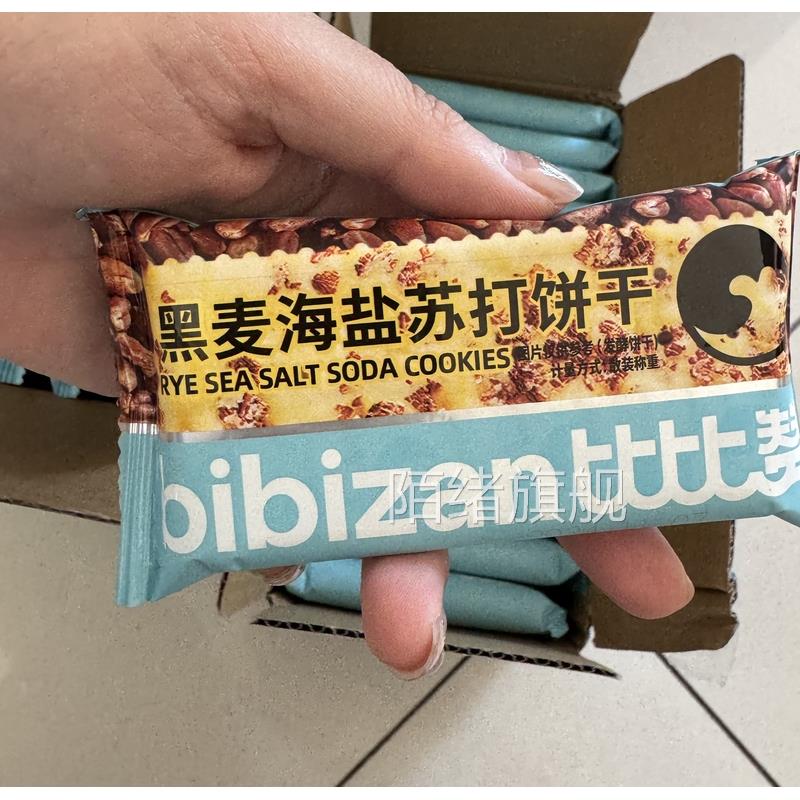 黑麦海盐苏打饼干
RYE SEA SALT SODA COOKIES
图片仅供参考(发酵饼干)
计量方式:散装称重
bibizan 比比赞
陌绪旗舰